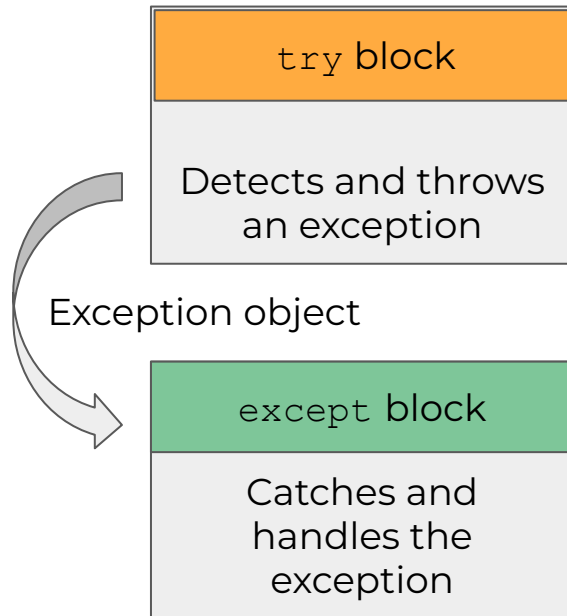 try block
Detects and throws
an exception
Exception object
except block
Catches and
handles the
exception